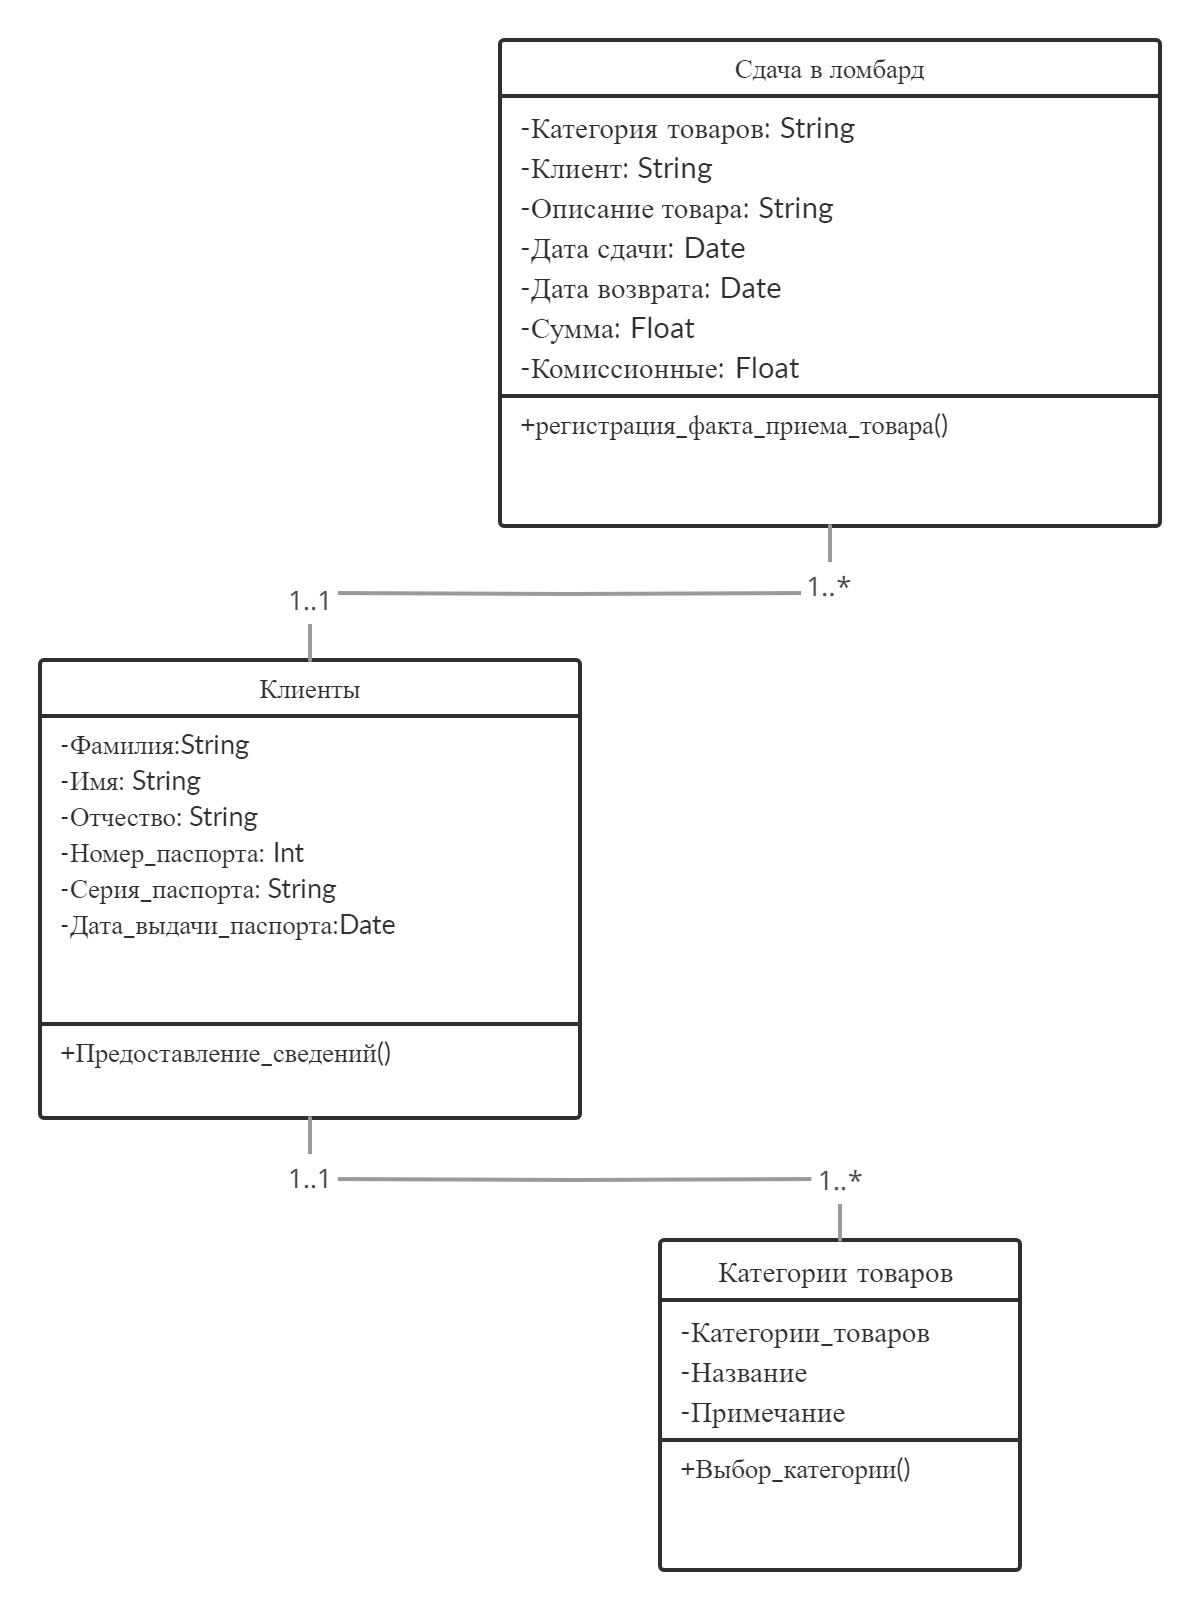 Сдача в ломбард
-Категория товаров: String
-Клиент: String
-Описание товара: String
-Дата сдачи: Date
-Дата возврата: Date
-Сумма: Float
-Комиссионные: Float
+регистрация_факта_приема_товара()
1..1
1..*
Клиенты
-Фамилия:String
-Имя: String
-Отчество: String
-Номер_паспорта: Int
-Серия_паспорта: String
-Дата_выдачи_паспорта:Date
+Предоставление_сведений()
1..1
1..*
Категории товаров
-Категории_товаров
-Название
-Примечание
+Выбор_категории()